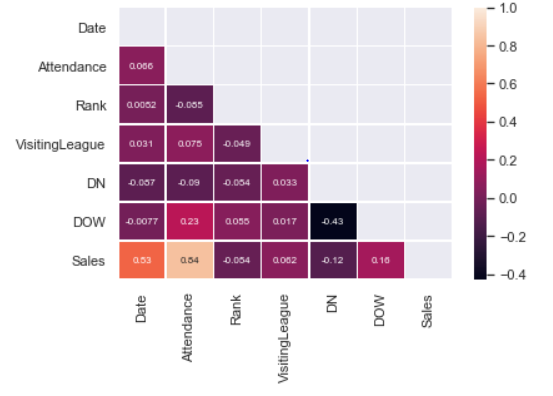 Date
Attendance 0.066
Rank 0.0052 -0.085
VisitingLeague 0.031 0.075 -0.049
DN -0.087 -0.09 -0.054 0.033
DOW -0.0077 0.23 0.055 0.017 -0.43
Sales 0.53 0.84 -0.054 0.062 -0.12 0.16
Date
Attendance
Rank
VisitingLeague
DN
DOW
Sales
1.0
0.8
0.6
0.4
0.2
0.0
−0.2
−0.4